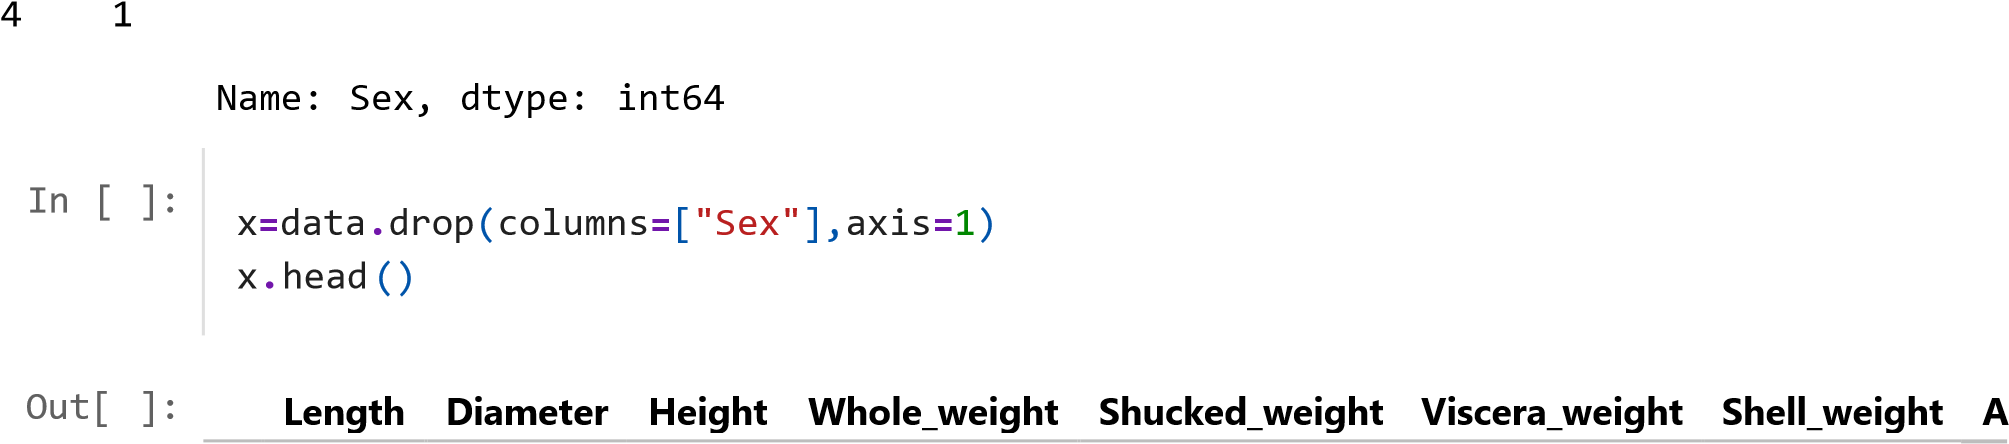 4    1
Name: Sex, dtype: int64
In [ ]:
x=data.drop(columns=["Sex"],axis=1)
x.head()
Out[ ]:
Length Diameter Height Whole_weight Shucked_weight Viscera_weight Shell_weight A